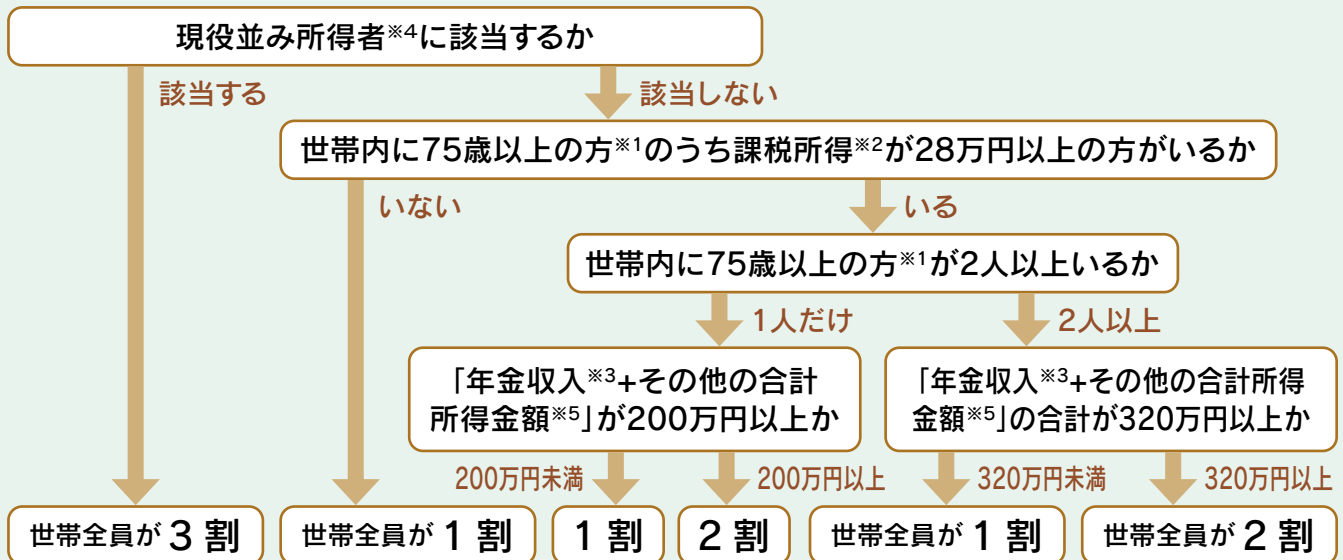 現役並み所得者※4に該当するか
該当する
該当しない
世帯内に75歳以上の方※1のうち課税所得※2が28万円以上の方がいるか
いない
いる
世帯内に75歳以上の方※1が2人以上いるか
1人だけ
2人以上
「年金収入※3+その他の合計
所得金額※5」が200万円以上か
「年金収入※3+その他の合計所得
金額※5」の合計が320万円以上か
200万円未満
200万円以上
320万円未満
320万円以上
世帯全員が 3 割
世帯全員が 1 割
1 割
2 割
世帯全員が 1 割
世帯全員が 2 割